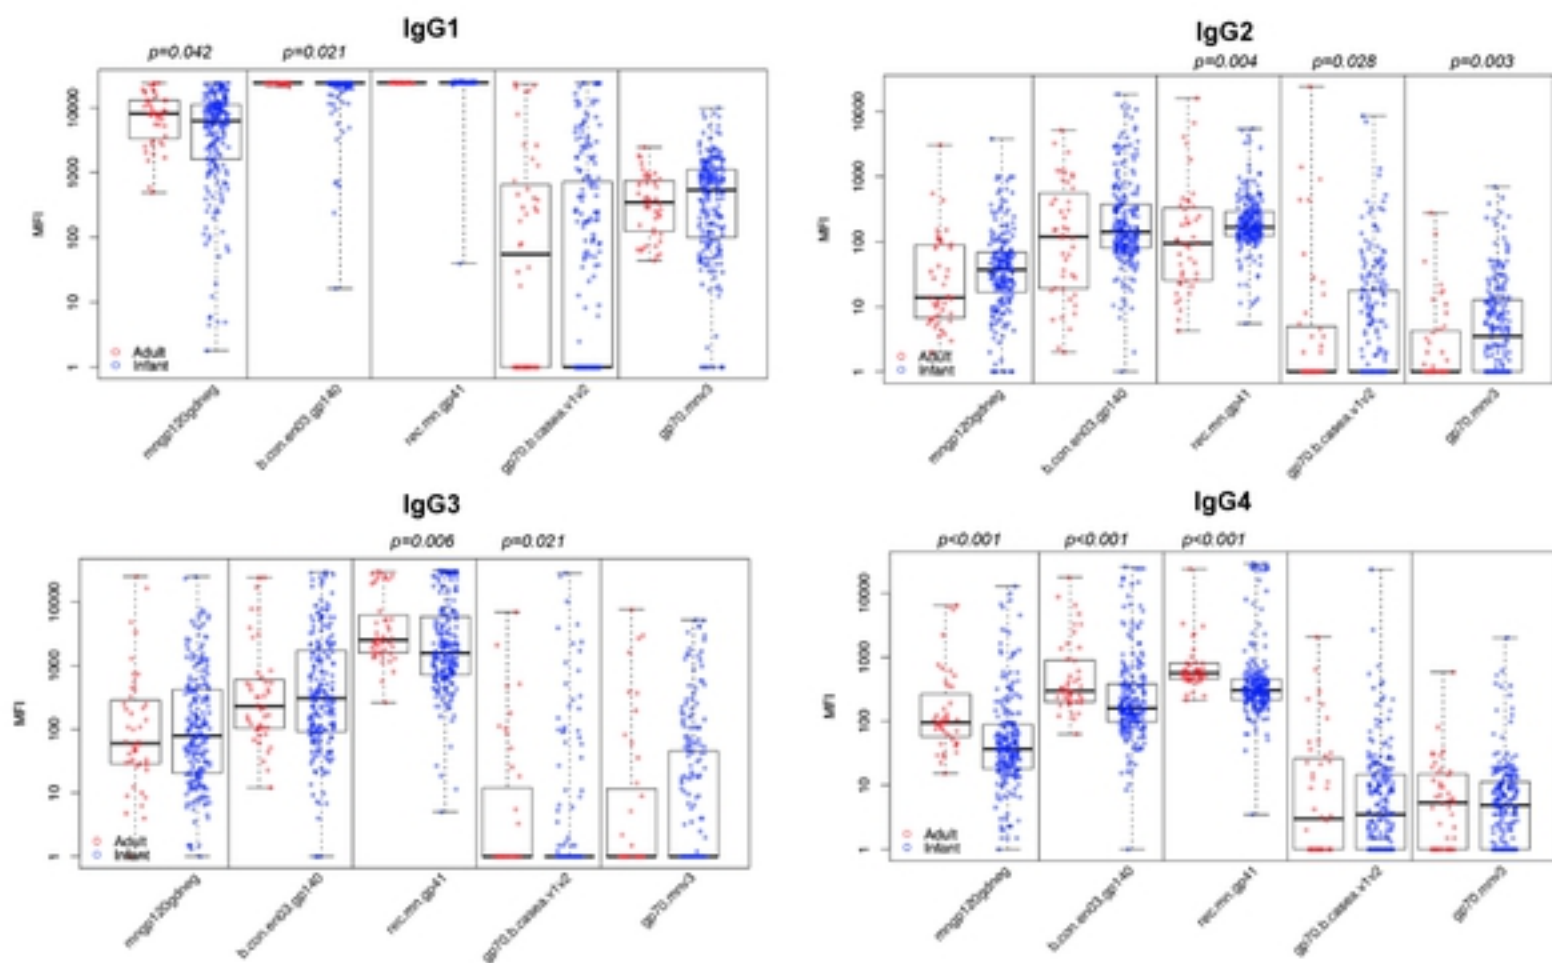 IgG1
p=0.042 p=0.021
MFI
10000
1000
100
10
1
Adult
Infant
mngp120gdneg
b.con.en03.gp140
rec.mn.gp41
gp70.b.casea.v1v2
gp70.mnv3
IgG2
p=0.004 p=0.028 p=0.003
MFI
10000
1000
100
10
1
Adult
Infant
mngp120gdneg
b.con.en03.gp140
rec.mn.gp41
gp70.b.casea.v1v2
gp70.mnv3
IgG3
p=0.006 p=0.021
MFI
10000
1000
100
10
1
Adult
Infant
mngp120gdneg
b.con.en03.gp140
rec.mn.gp41
gp70.b.casea.v1v2
gp70.mnv3
IgG4
p<0.001 p<0.001 p<0.001
MFI
10000
1000
100
10
1
Adult
Infant
mngp120gdneg
b.con.en03.gp140
rec.mn.gp41
gp70.b.casea.v1v2
gp70.mnv3